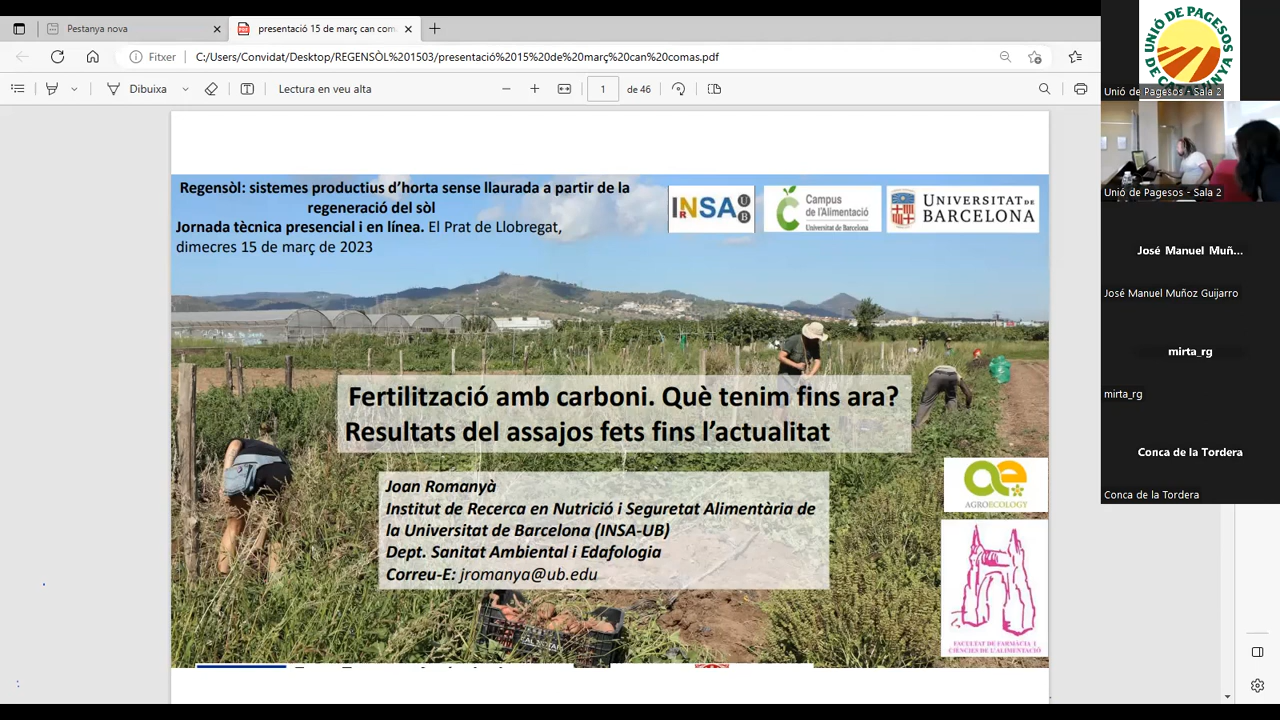 Pestanya nova
presentació 15 de març can com
Fitxer
C:/Users/Convidat/Desktop/REGENSÒL%201503/presentació%2015%20de%20març%20can%20comas.pdf
Dibuixa
Lectura en veu alta
1
de 46
Regensòl: sistemes productius d'horta sense llaurada a partir de la
regeneració del sòl
Jornada tècnica presencial i en línea. El Prat de Llobregat,
dimecres 15 de març de 2023
INSA UB
Campus
de l'Alimentació
Universitat de Barcelona
UNIVERSITAT DE
BARCELONA
Fertilització amb carboni. Què tenim fins ara?
Resultats del assajos fets fins l'actualitat
Joan Romanyà
Institut de Recerca en Nutrició i Seguretat Alimentària de
la Universitat de Barcelona (INSA-UB)
Dept. Sanitat Ambiental i Edafologia
Correu-E: jromanya@ub.edu
ae
AGROECOLOGY
FACULTAT DE FARMÀCIA I
CIÈNCIES DE L'ALIMENTACIÓ
UNIÓ DE PAGESOS
DE CATALUNYA
Unió de Pagesos - Sala 2
Unió de Pagesos - Sala 2
José Manuel Muñ...
José Manuel Muñoz Guijarro
mirta_rg
mirta_rg
Conca de la Tordera
Conca de la Tordera